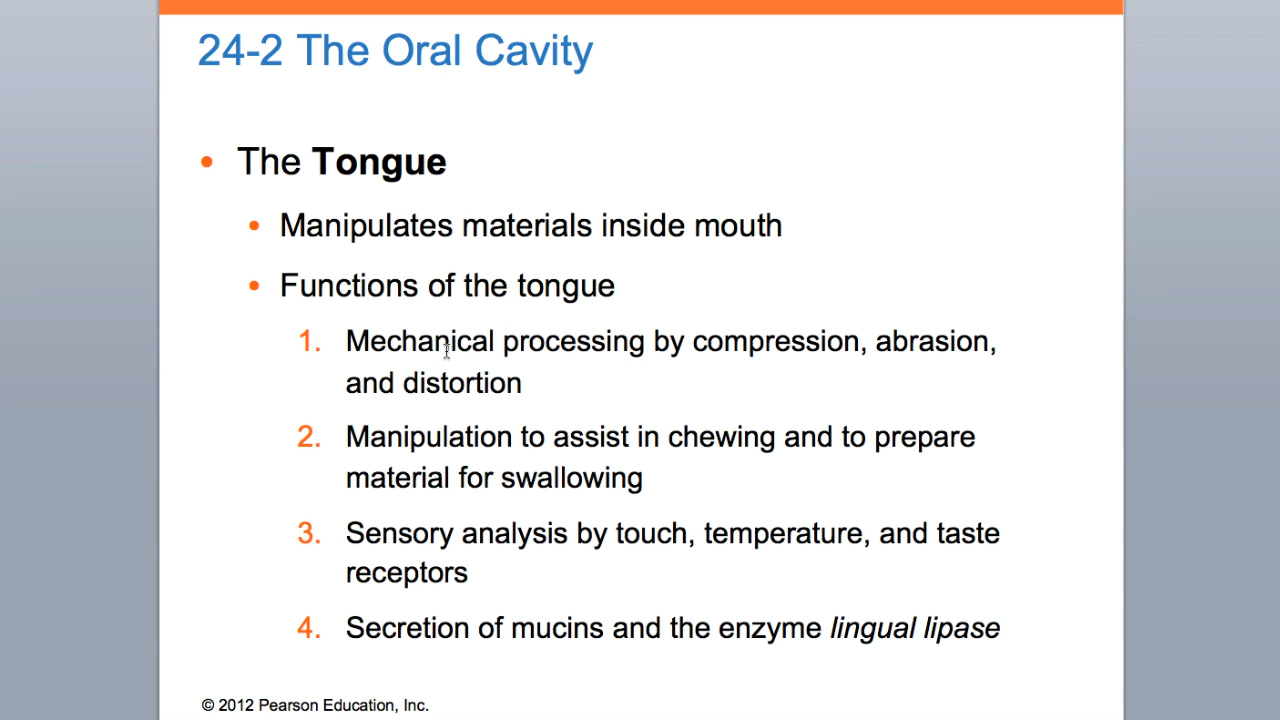 24-2 The Oral Cavity
• The Tongue
• Manipulates materials inside mouth
• Functions of the tongue
1. Mechanical processing by compression, abrasion,
and distortion
2. Manipulation to assist in chewing and to prepare
material for swallowing
3. Sensory analysis by touch, temperature, and taste
receptors
4. Secretion of mucins and the enzyme lingual lipase
© 2012 Pearson Education, Inc.